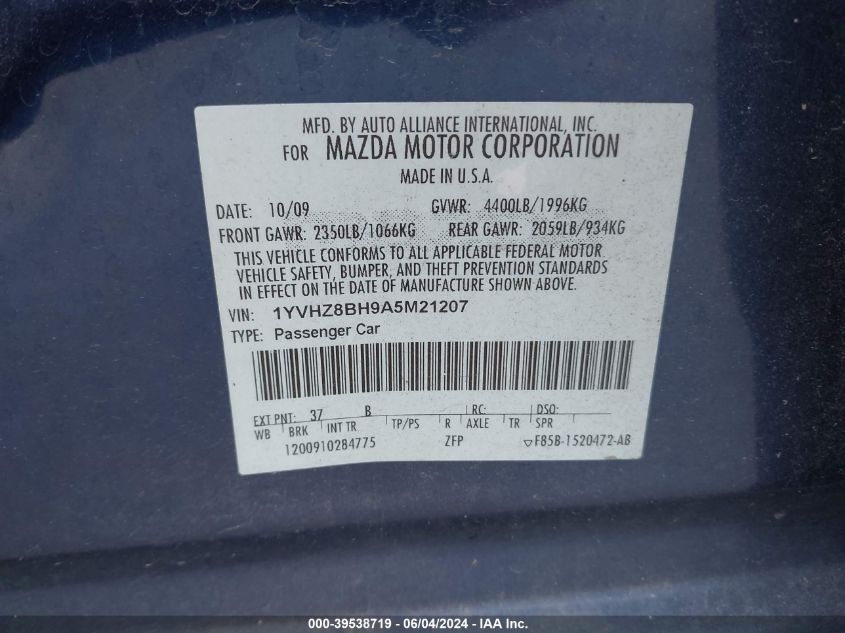 MFD. BY AUTO ALLIANCE INTERNATIONAL, INC.
FOR MAZDA MOTOR CORPORATION
MADE IN U.S.A.
DATE: 10/09 GVWR: 4400LB/1996KG
FRONT GAWR: 2350LB/1066KG REAR GAWR: 2059LB/934KG
THIS VEHICLE CONFORMS TO ALL APPLICABLE FEDERAL MOTOR
VEHICLE SAFETY, BUMPER, AND THEFT PREVENTION STANDARDS
IN EFFECT ON THE DATE OF MANUFACTURE SHOWN ABOVE.
VIN: 1YVHZ8BH9A5M21207
TYPE: Passenger Car
EXT PNT: 37 B RC: DSO:
WB BRK INT TR TP/PS R AXLE TR SPR
1200910284775 ZFP ▽F85B-1520472-AB
000-39538719 - 06/04/2024 - IAA Inc.